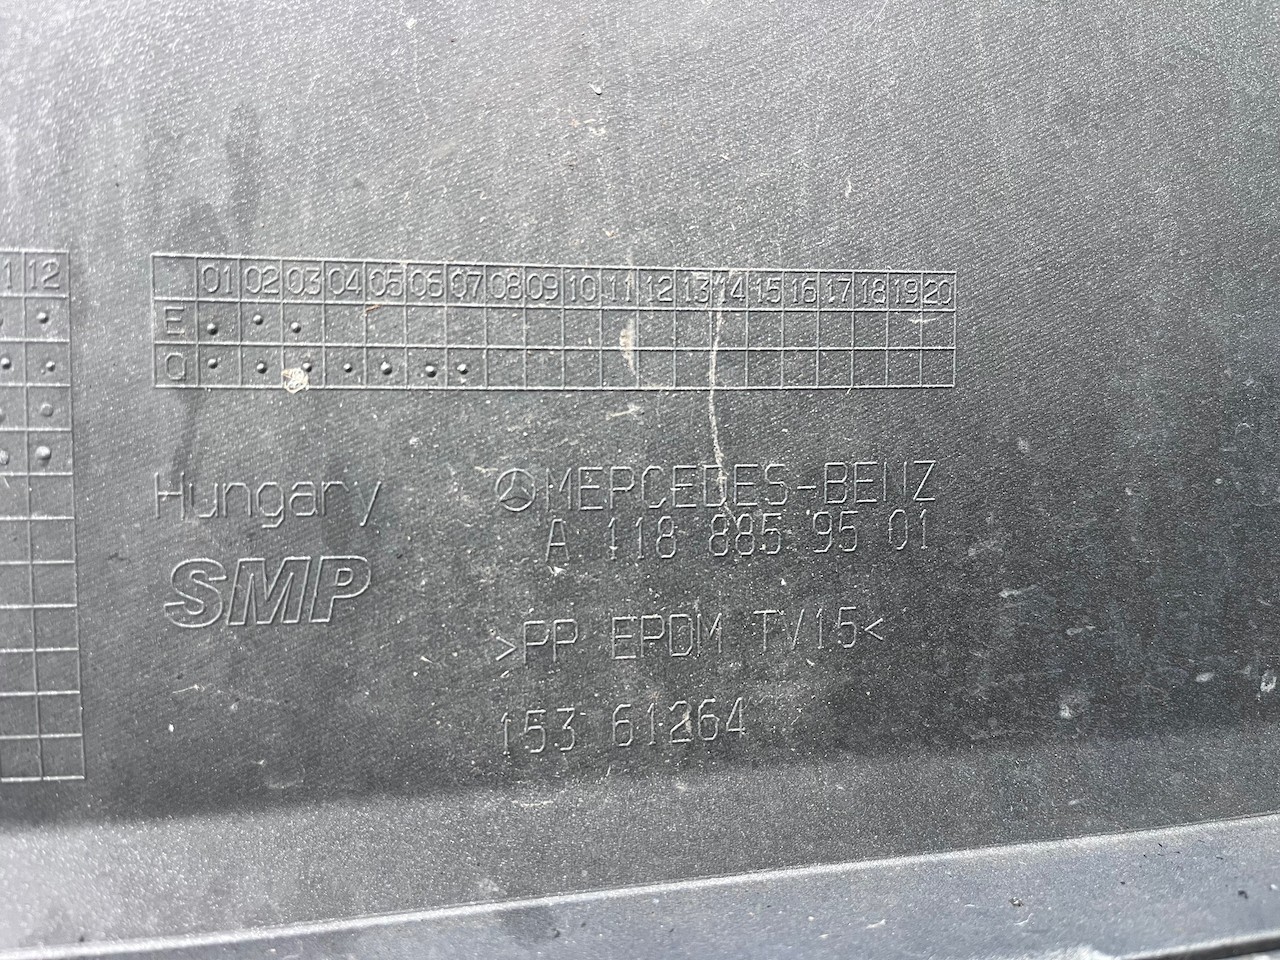 1 12
01 02 03 04 05 06 07 08 09 10 11 12 13 14 15 16 17 18 19 20
E
Q
Hungary
SMP
MERCEDES-BENZ
A 118 885 95 01
>PP EPDM TV15<
153 61264